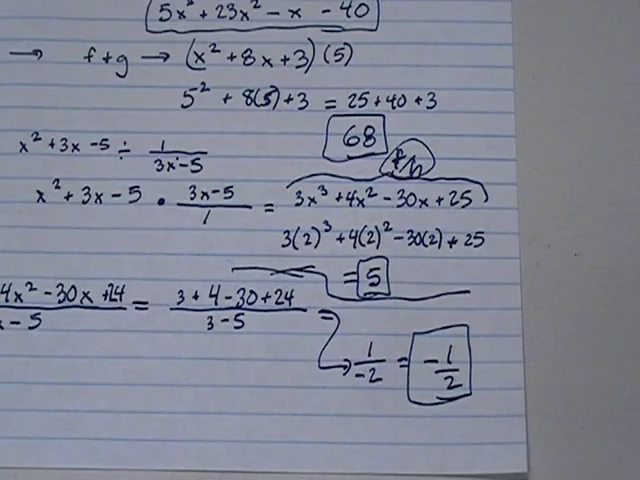 5x³ + 23x² - x - 40
→ f+g → (x² + 8x + 3)(5)
5² + 8(5) + 3 = 25 + 40 + 3
68
x² + 3x - 5 ÷ 1/(3x - 5)
f/h
x² + 3x - 5 • (3x - 5)/1 = 3x³ + 4x² - 30x + 25
3(2)³ + 4(2)² - 30(2) + 25
= 5
(4x² - 30x + 24)/(x - 5) = (3 + 4 - 30 + 24)/(3 - 5) =
→ 1/-2 = -1/2